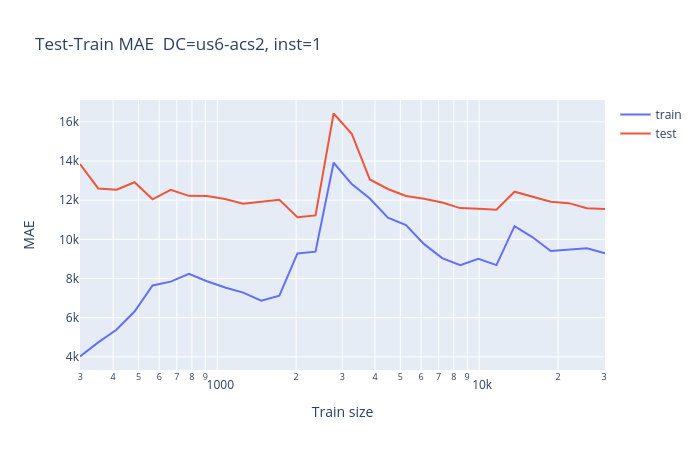 Test-Train MAE  DC=us6-acs2, inst=1
train
test
MAE
16k
14k
12k
10k
8k
6k
4k
3 4 5 6 7 8 9 1000 2 3 4 5 6 7 8 9 10k 2 3
Train size